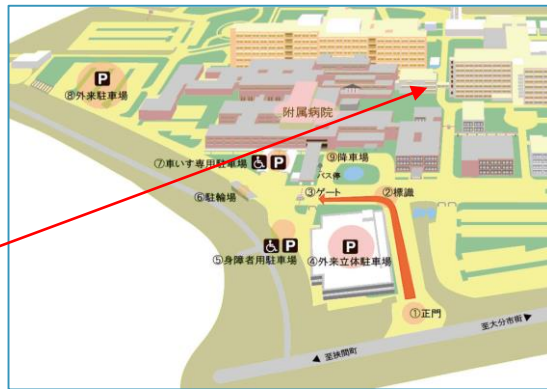 附属病院
P
⑧外来駐車場
⑦車いす専用駐車場 P
⑨降車場
バス停
③ゲート
②標識
⑥駐輪場
P
⑤身障者用駐車場
P
④外来立体駐車場
①正門
至大分市街
至挾間町